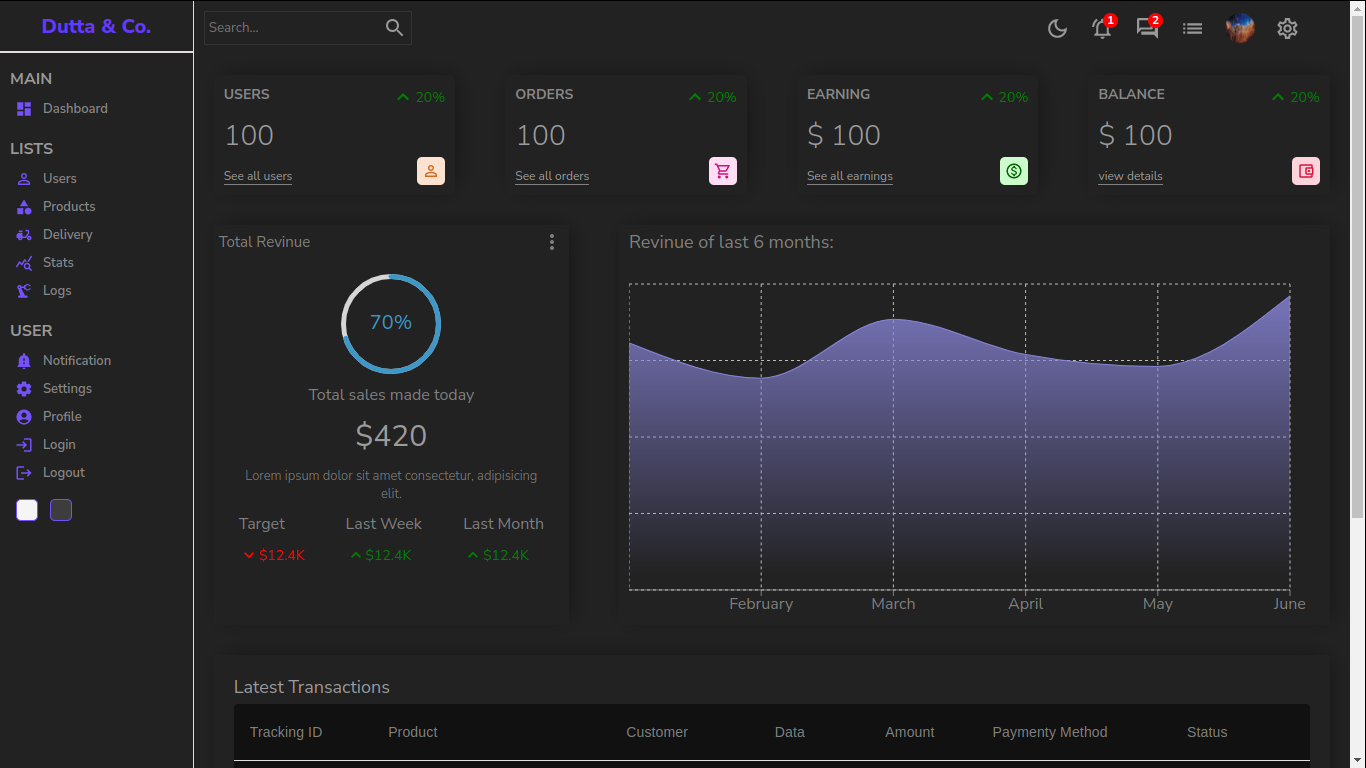 Dutta & Co.
Search...
1
2
MAIN
Dashboard
LISTS
Users
Products
Delivery
Stats
Logs
USER
Notification
Settings
Profile
Login
Logout
USERS
20%
100
See all users
ORDERS
20%
100
See all orders
EARNING
20%
$ 100
See all earnings
BALANCE
20%
$ 100
view details
Total Revinue
70%
Total sales made today
$420
Lorem ipsum dolor sit amet consectetur, adipisicing
elit.
Target Last Week Last Month
$12.4K $12.4K $12.4K
Revinue of last 6 months:
February March April May June
Latest Transactions
Tracking ID Product Customer Data Amount Paymenty Method Status